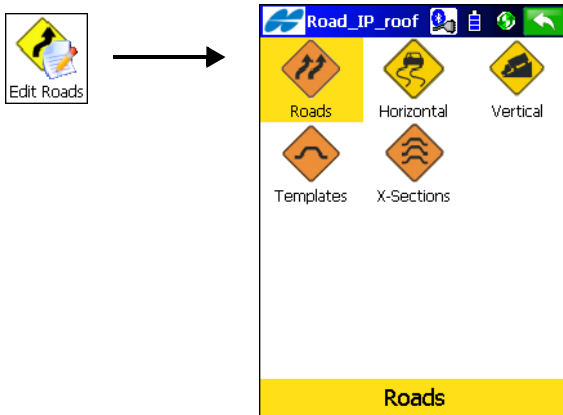 Edit Roads
Road_IP_roof
Roads Horizontal Vertical
Templates X-Sections
Roads